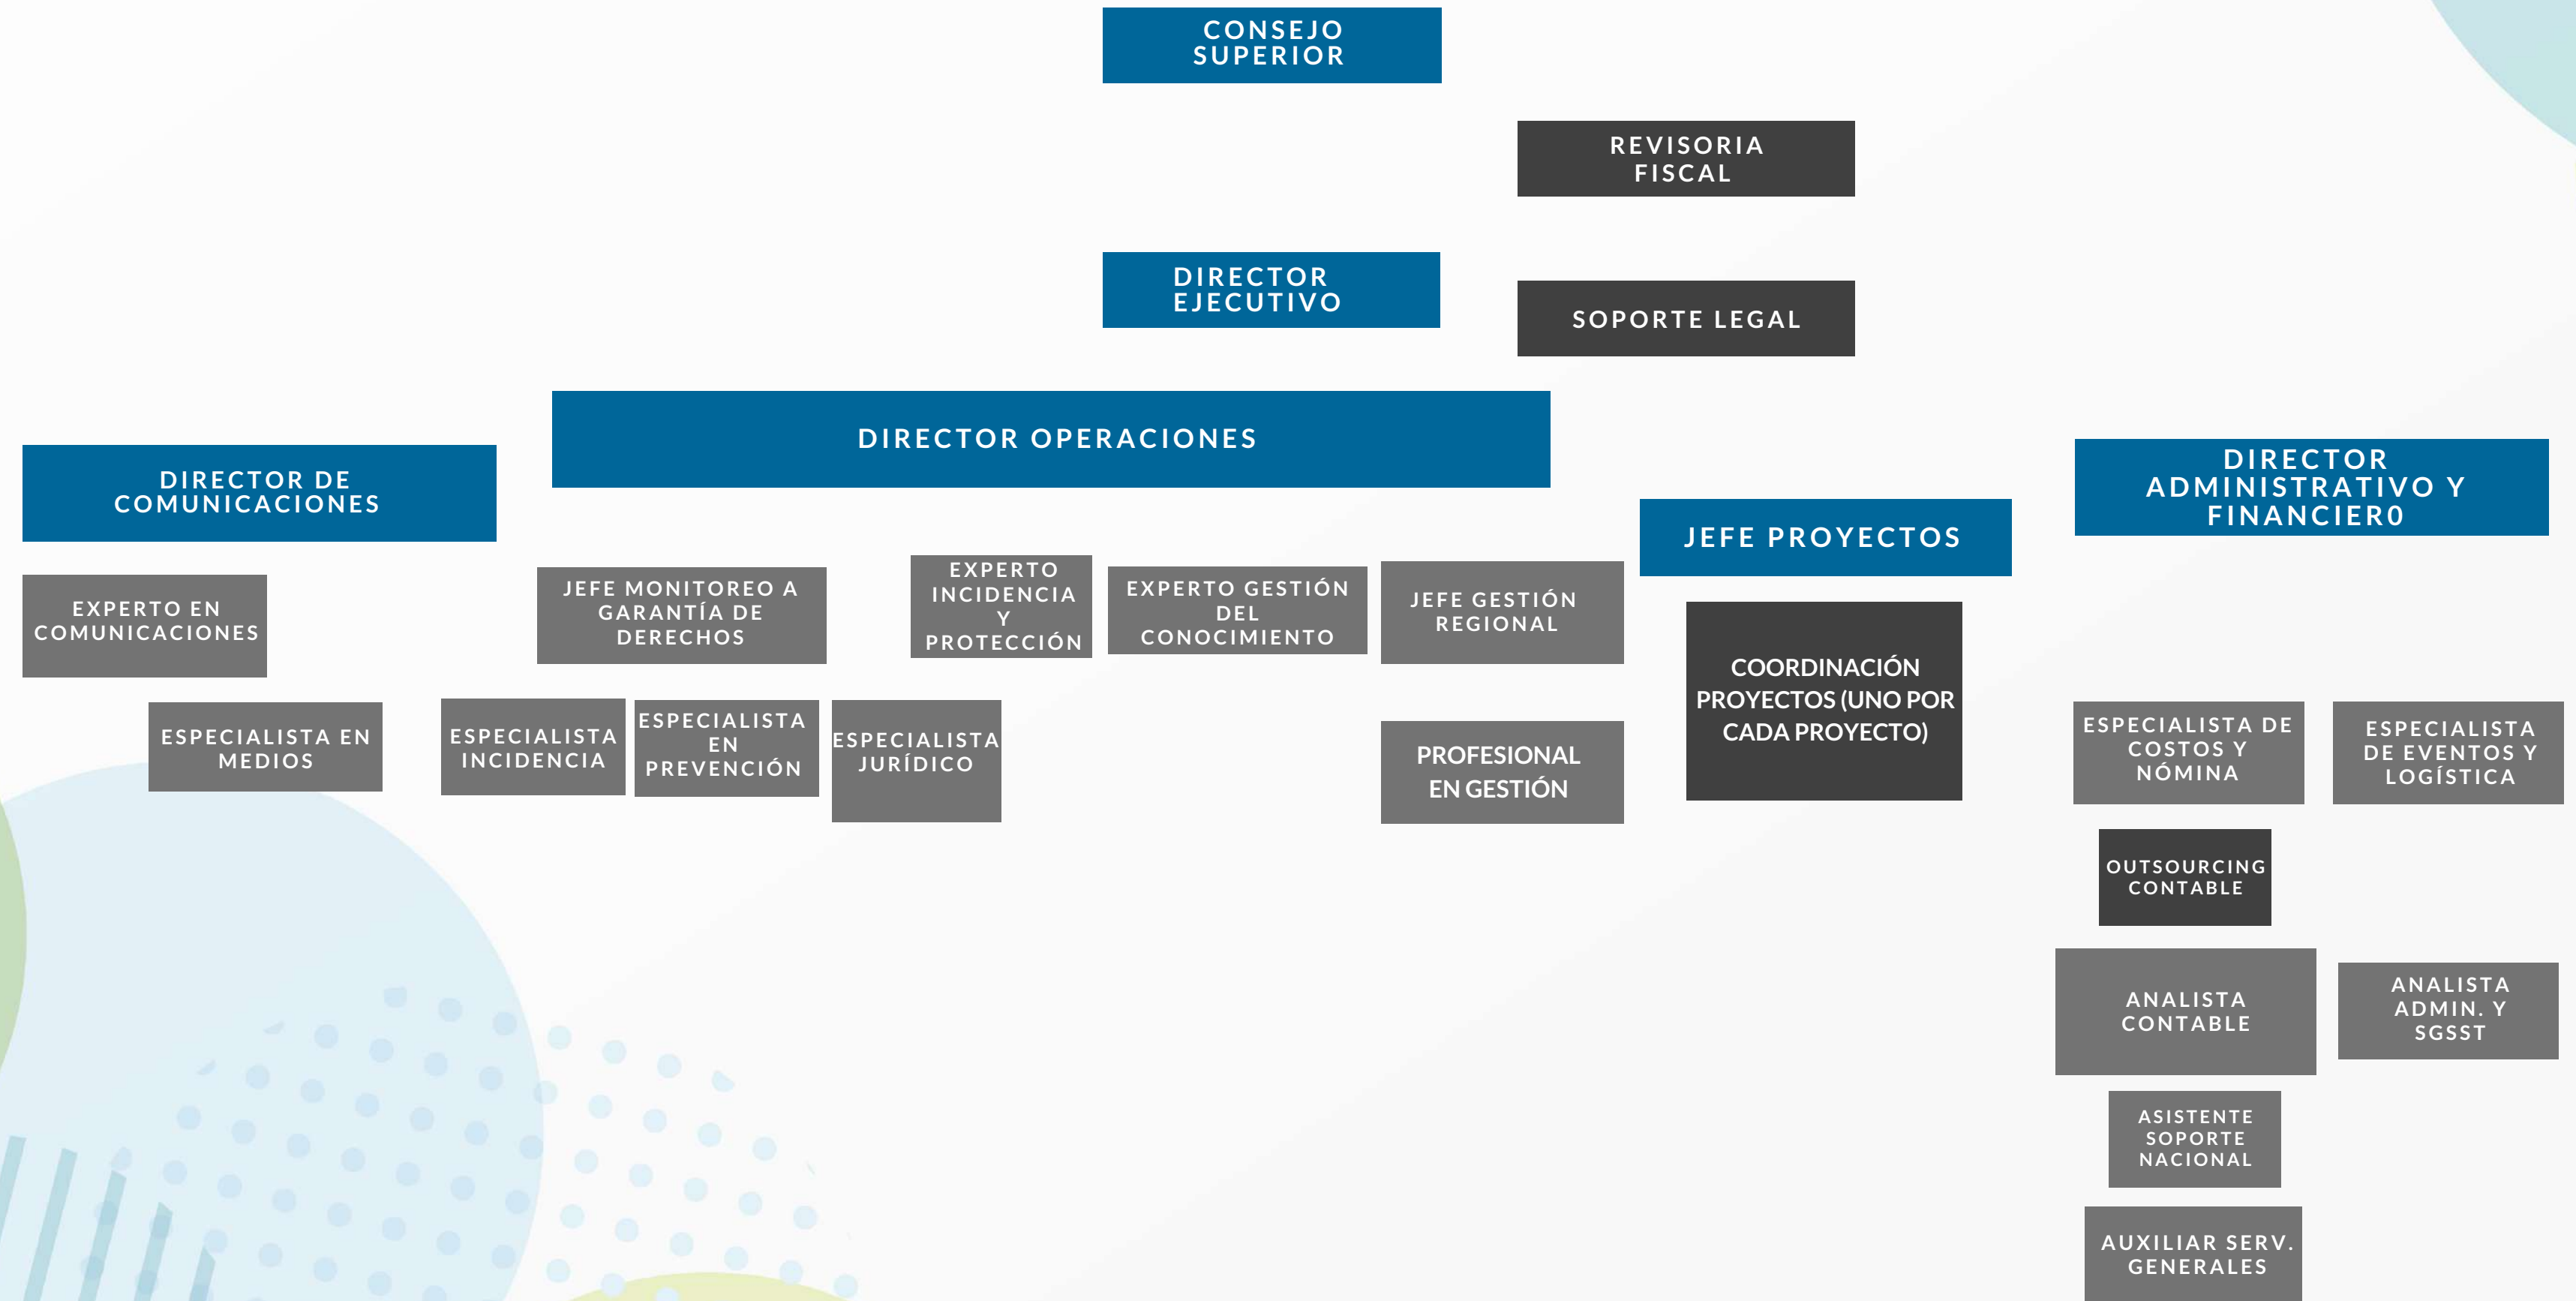 CONSEJO
SUPERIOR
REVISORIA
FISCAL
DIRECTOR
EJECUTIVO
SOPORTE LEGAL
DIRECTOR OPERACIONES
DIRECTOR DE
COMUNICACIONES
DIRECTOR
ADMINISTRATIVO Y
FINANCIER0
JEFE PROYECTOS
EXPERTO EN
COMUNICACIONES
JEFE MONITOREO A
GARANTÍA DE
DERECHOS
EXPERTO
INCIDENCIA
Y
PROTECCIÓN
EXPERTO GESTIÓN
DEL
CONOCIMIENTO
JEFE GESTIÓN
REGIONAL
COORDINACIÓN
PROYECTOS (UNO POR
CADA PROYECTO)
ESPECIALISTA EN
MEDIOS
ESPECIALISTA
INCIDENCIA
ESPECIALISTA
EN
PREVENCIÓN
ESPECIALISTA
JURÍDICO
PROFESIONAL
EN GESTIÓN
ESPECIALISTA DE
COSTOS Y
NÓMINA
ESPECIALISTA
DE EVENTOS Y
LOGÍSTICA
OUTSOURCING
CONTABLE
ANALISTA
CONTABLE
ANALISTA
ADMIN. Y
SGSST
ASISTENTE
SOPORTE
NACIONAL
AUXILIAR SERV.
GENERALES